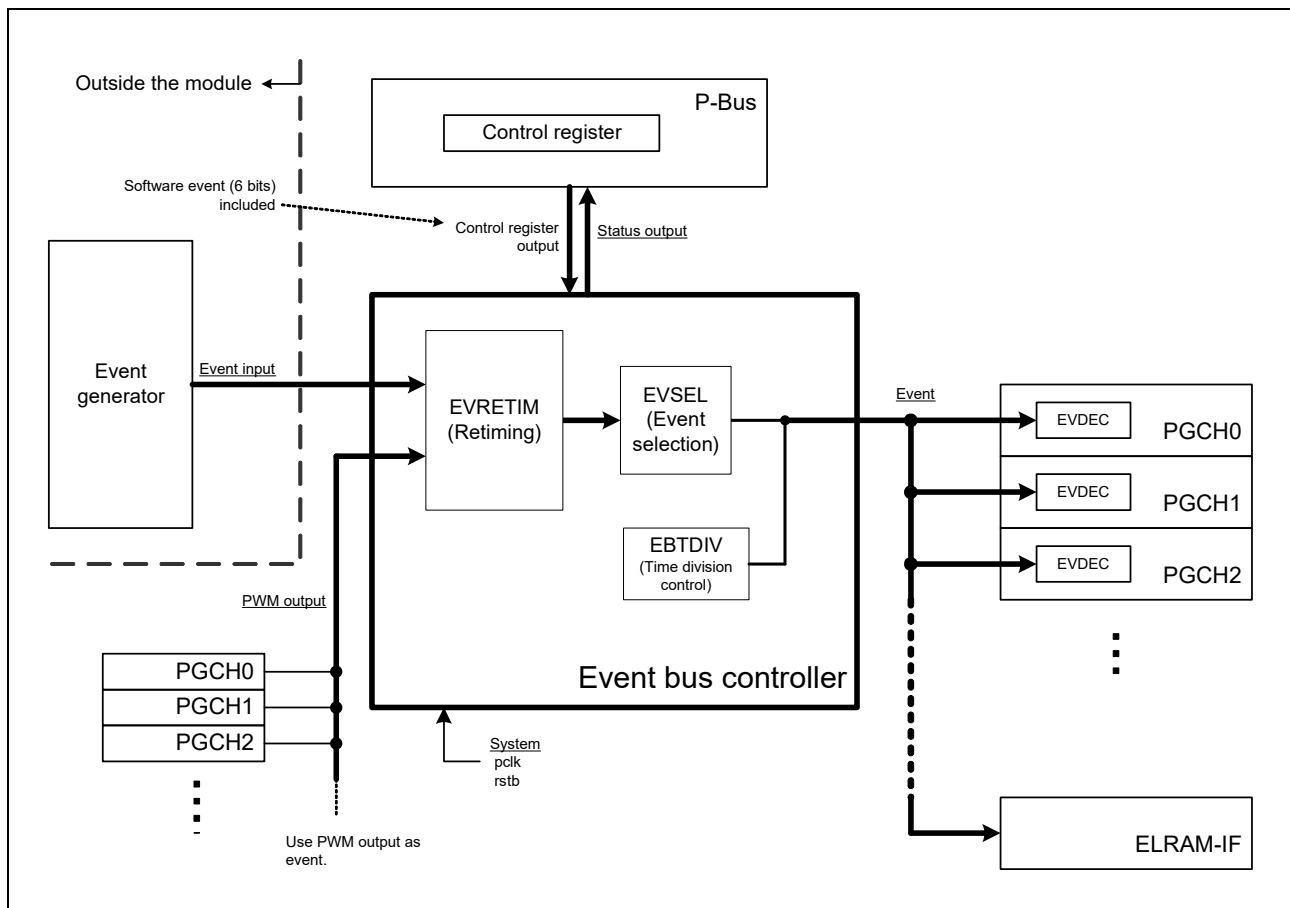 Outside the module
P-Bus
Control register
Software event (6 bits)
included
Control register
output
Status output
Event
generator
Event input
EVRETIM
(Retiming)
EVSEL
(Event
selection)
Event
EVDEC
PGCH0
EVDEC
PGCH1
EVDEC
PGCH2
EBTDIV
(Time division
control)
PWM output
Event bus controller
PGCH0
PGCH1
PGCH2
System
pclk
rstb
Use PWM output as
event.
ELRAM-IF